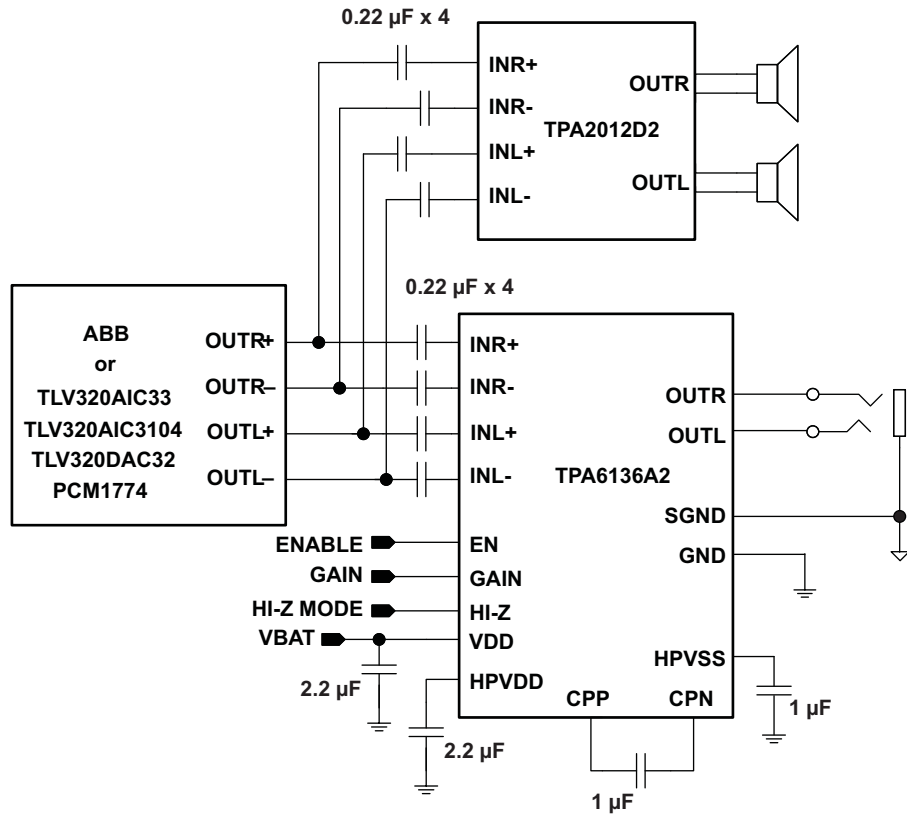 0.22 µF x 4
INR+
INR-
INL+
INL-
OUTR
OUTL
TPA2012D2
0.22 µF x 4
ABB
or
TLV320AIC33
TLV320AIC3104
TLV320DAC32
PCM1774
OUTR+
OUTR–
OUTL+
OUTL–
INR+
INR-
INL+
INL-
TPA6136A2
OUTR
OUTL
SGND
GND
ENABLE
EN
GAIN
GAIN
HI-Z MODE
HI-Z
VBAT
VDD
HPVDD
HPVSS
CPP
CPN
2.2 µF
2.2 µF
1 µF
1 µF